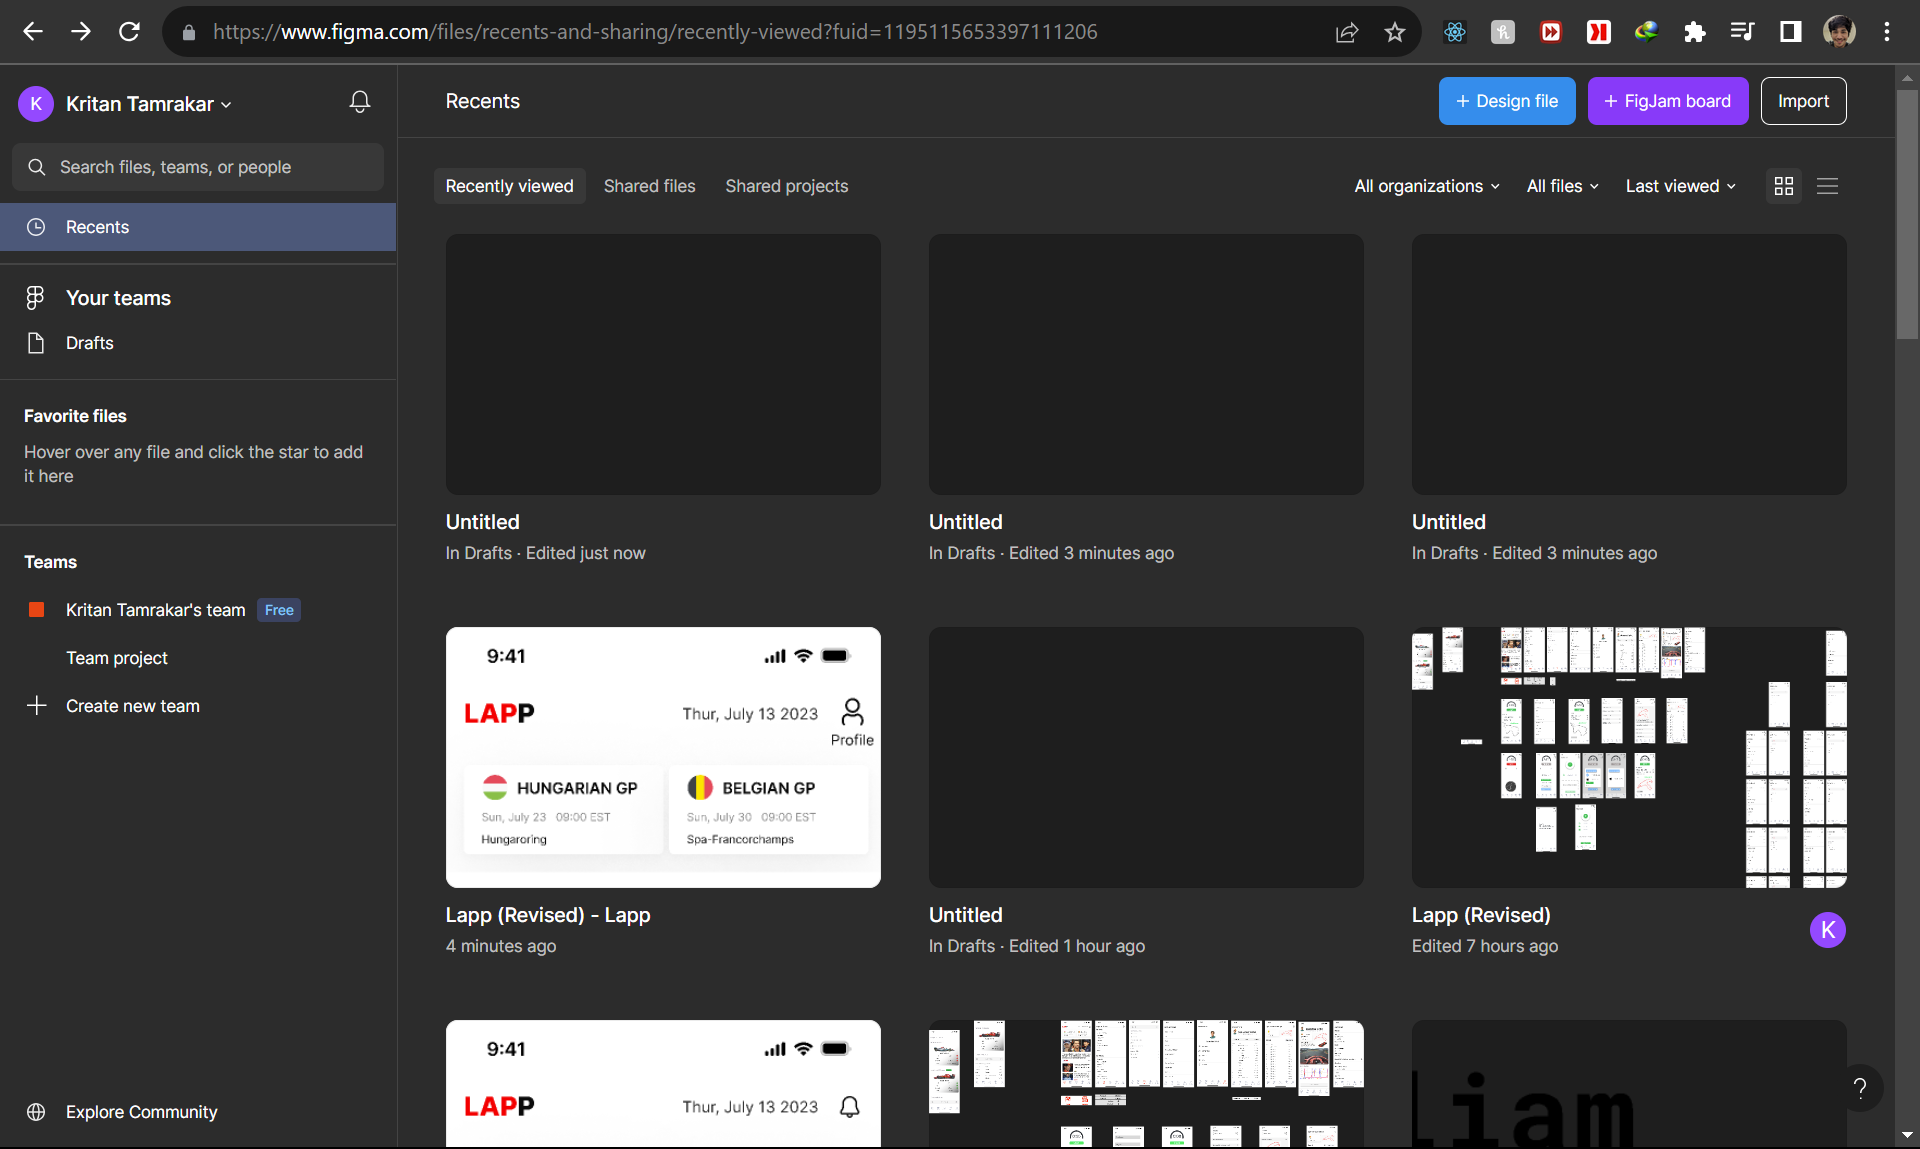 https://www.figma.com/files/recents-and-sharing/recently-viewed?fuid=1195115653397111206
K
Kritan Tamrakar
Search files, teams, or people
Recents
Your teams
Drafts
Favorite files
Hover over any file and click the star to add
it here
Teams
Kritan Tamrakar's team Free
Team project
Create new team
Explore Community
Recents
+ Design file
+ FigJam board
Import
Recently viewed
Shared files
Shared projects
All organizations
All files
Last viewed
Untitled
In Drafts · Edited just now
Untitled
In Drafts · Edited 3 minutes ago
Untitled
In Drafts · Edited 3 minutes ago
9:41
LAPP
Thur, July 13 2023
Profile
HUNGARIAN GP
Sun, July 23 09:00 EST
Hungaroring
BELGIAN GP
Sun, July 30 09:00 EST
Spa-Francorchamps
Lapp (Revised) - Lapp
4 minutes ago
Untitled
In Drafts · Edited 1 hour ago
Lapp (Revised)
Edited 7 hours ago
K
9:41
LAPP
Thur, July 13 2023
liam
?